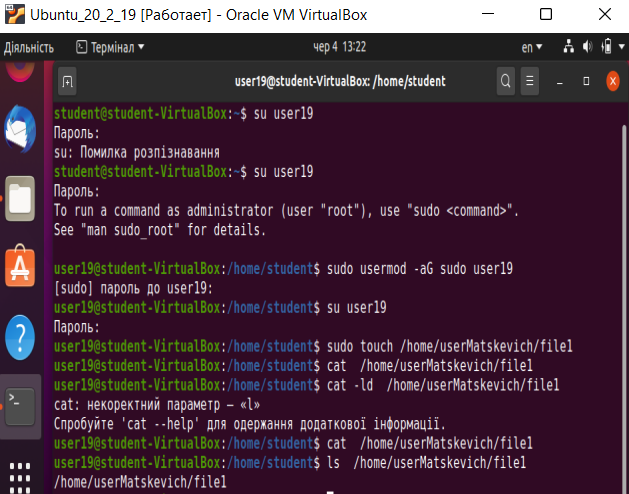 Ubuntu_20_2_19 [Работает] - Oracle VM VirtualBox
Діяльність Термінал чер 4 13:22 en
user19@student-VirtualBox: /home/student
student@student-VirtualBox:~$ su user19
Пароль:
su: Помилка розпізнавання
student@student-VirtualBox:~$ su user19
Пароль:
To run a command as administrator (user "root"), use "sudo <command>".
See "man sudo_root" for details.
user19@student-VirtualBox:/home/student$ sudo usermod -aG sudo user19
[sudo] пароль до user19:
user19@student-VirtualBox:/home/student$ su user19
Пароль:
user19@student-VirtualBox:/home/student$ sudo touch /home/userMatskevich/file1
user19@student-VirtualBox:/home/student$ cat  /home/userMatskevich/file1
user19@student-VirtualBox:/home/student$ cat -ld  /home/userMatskevich/file1
cat: некоректний параметр — «l»
Спробуйте 'cat --help' для одержання додаткової інформації.
user19@student-VirtualBox:/home/student$ cat  /home/userMatskevich/file1
user19@student-VirtualBox:/home/student$ ls  /home/userMatskevich/file1
/home/userMatskevich/file1